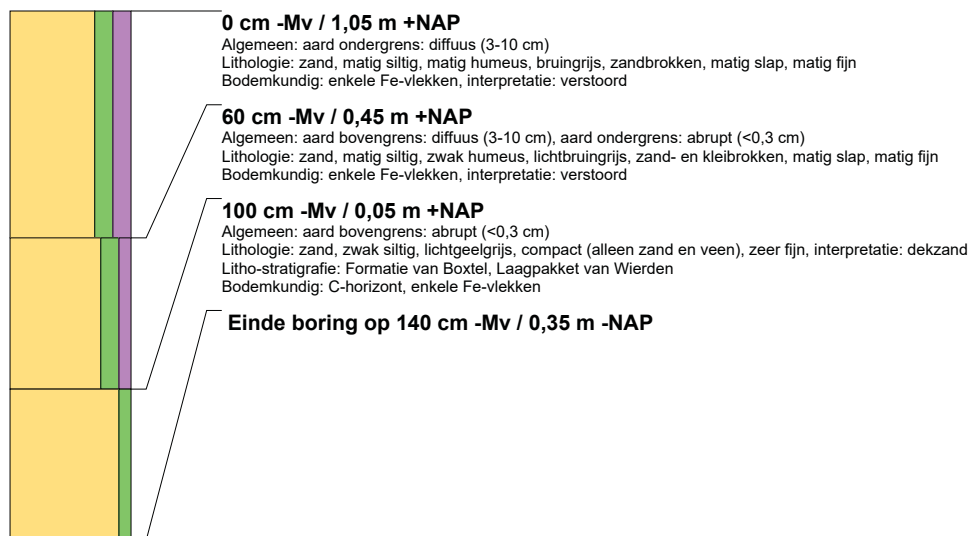 0 cm -Mv / 1,05 m +NAP
Algemeen: aard ondergrens: diffuus (3-10 cm)
Lithologie: zand, matig siltig, matig humeus, bruingrijs, zandbrokken, matig slap, matig fijn
Bodemkundig: enkele Fe-vlekken, interpretatie: verstoord
60 cm -Mv / 0,45 m +NAP
Algemeen: aard bovengrens: diffuus (3-10 cm), aard ondergrens: abrupt (<0,3 cm)
Lithologie: zand, matig siltig, zwak humeus, lichtbruingrijs, zand- en kleibrokken, matig slap, matig fijn
Bodemkundig: enkele Fe-vlekken, interpretatie: verstoord
100 cm -Mv / 0,05 m +NAP
Algemeen: aard bovengrens: abrupt (<0,3 cm)
Lithologie: zand, zwak siltig, lichtgeelgrijs, compact (alleen zand en veen), zeer fijn, interpretatie: dekzand
Litho-stratigrafie: Formatie van Boxtel, Laagpakket van Wierden
Bodemkundig: C-horizont, enkele Fe-vlekken
Einde boring op 140 cm -Mv / 0,35 m -NAP